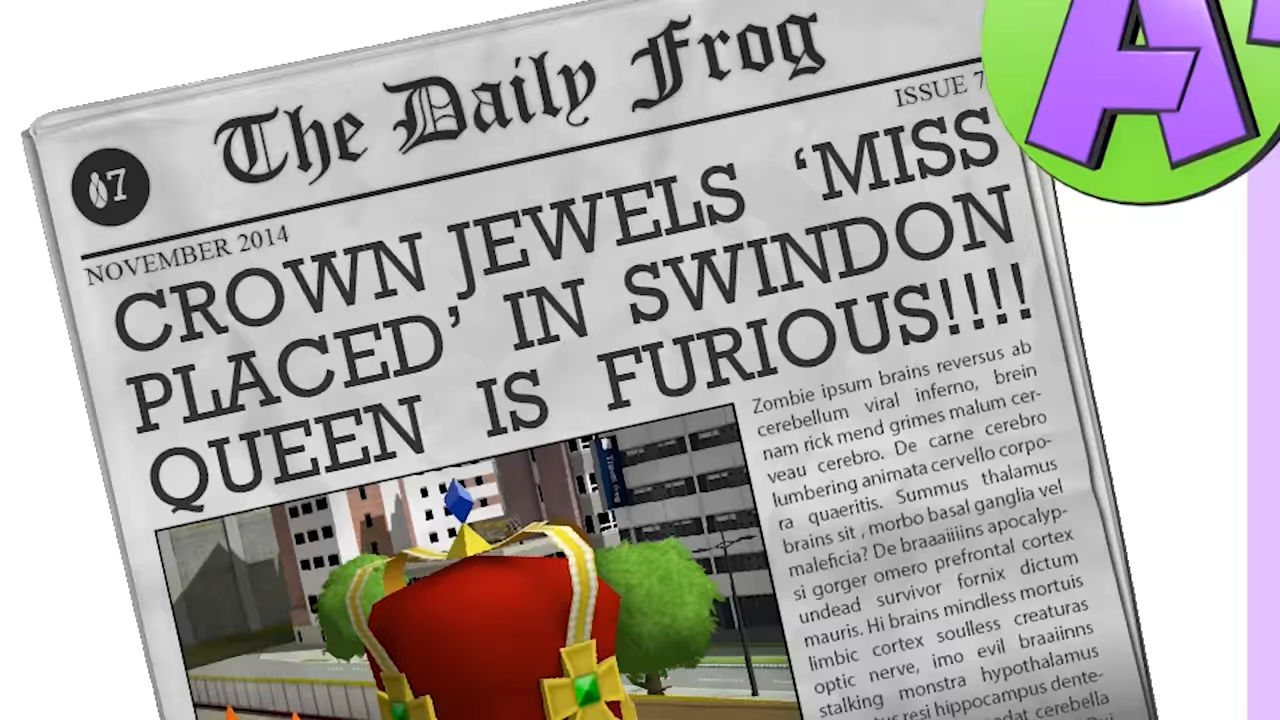 The Daily Frog
ISSUE 7
07
NOVEMBER 2014
CROWN JEWELS ‘MISS
PLACED’ IN SWINDON
QUEEN IS FURIOUS!!!!
Zombie ipsum brains reversus ab
cerebellum viral inferno, brein
nam rick mend grimes malum cer-
veau cerebro. De carne cerebro
lumbering animata cervello corpo-
ra quaeritis. Summus thalamus
brains sit , morbo basal ganglia vel
maleficia? De braaaiiiins apocalyp-
si gorger omero prefrontal cortex
undead survivor fornix dictum
mauris. Hi brains mindless mortuis
limbic cortex soulless creaturas
optic nerve, imo evil braaiinns
stalking monstra hypothalamus
resi hippocampus dente-
cerebella
A